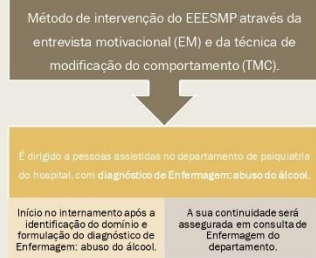 Método de intervenção do EEESMP através da
entrevista motivacional (EM) e da técnica de
modificação do comportamento (TMC).
É dirigido a pessoas assistidas no departamento de psiquiatria
do hospital, com diagnóstico de Enfermagem: abuso do álcool.
Início no internamento após a
identificação do domínio e
formulação do diagnóstico de
Enfermagem: abuso do álcool.
A sua continuidade será
assegurada em consulta de
Enfermagem do
departamento.